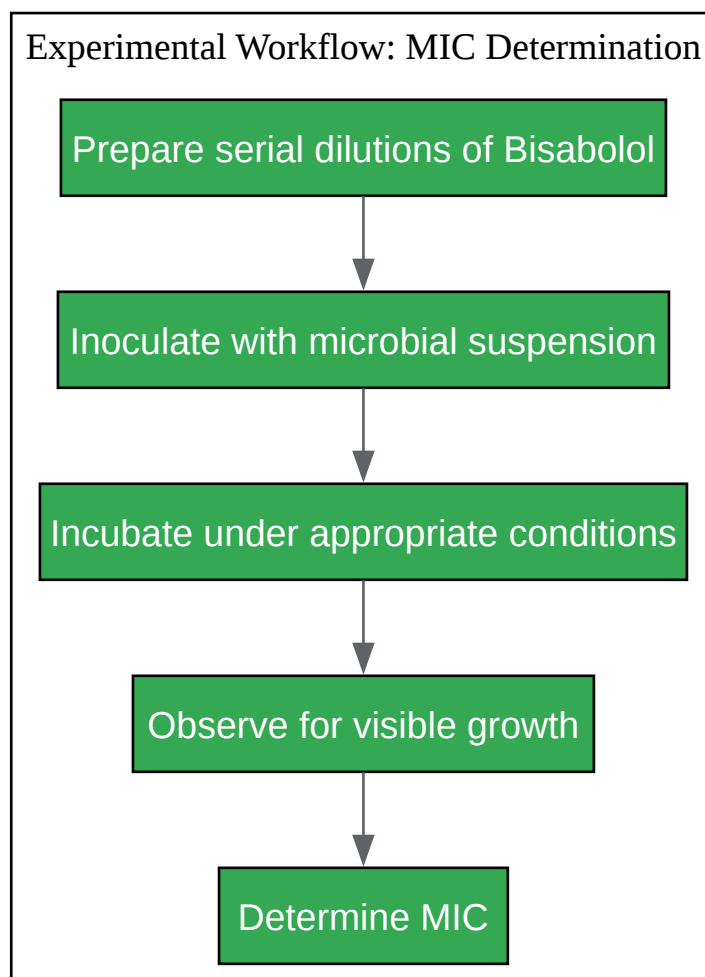 Experimental Workflow: MIC Determination
Prepare serial dilutions of Bisabolol
Inoculate with microbial suspension
Incubate under appropriate conditions
Observe for visible growth
Determine MIC